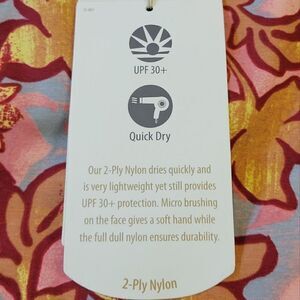 UPF 30+
Quick Dry
Our 2-Ply Nylon dries quickly and
is very lightweight yet still provides
UPF 30+ protection. Micro brushing
on the face gives a soft hand while
the full dull nylon ensures durability.
2-Ply Nylon